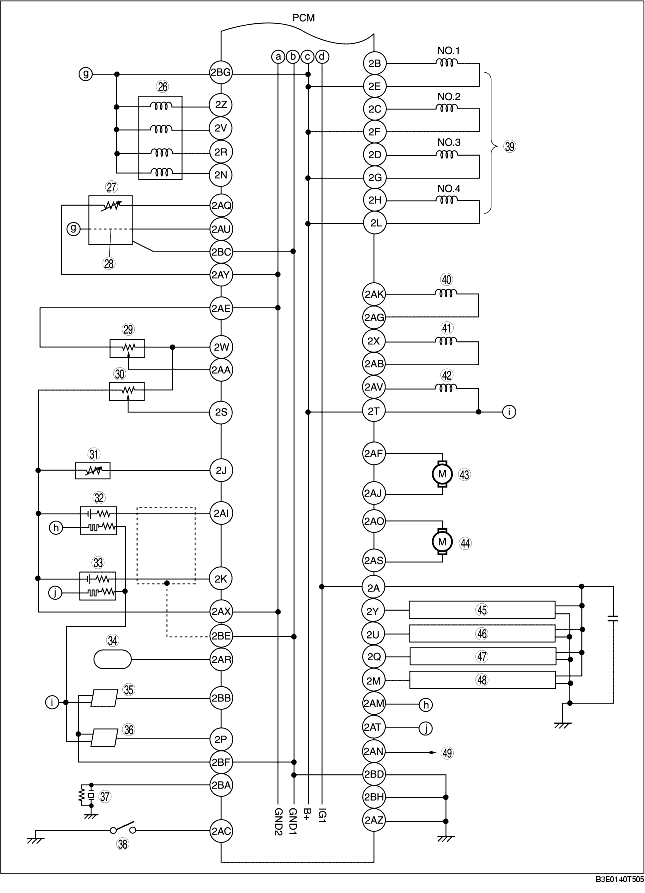 PCM
a b c d
g
2BG
26
2Z
2V
2R
2N
27
2AQ
g
2AU
28
2BC
2AY
2AE
29
2W
2AA
30
2S
31
2J
32
2AI
h
33
2K
j
2AX
2BE
34
2AR
35
2BB
i
36
2P
2BF
37
2BA
38
2AC
GND2
GND1
B+
IG1
2B
NO.1
2E
2C
NO.2
2F
39
2D
NO.3
2G
2H
NO.4
2L
40
2AK
2AG
41
2X
2AB
42
2AV
2T
i
2AF
M
43
2AJ
2AO
M
44
2AS
2A
2Y
45
2U
46
2Q
47
2M
48
2AM
h
2AT
j
2AN
49
2BD
2BH
2AZ
B3E0140T505